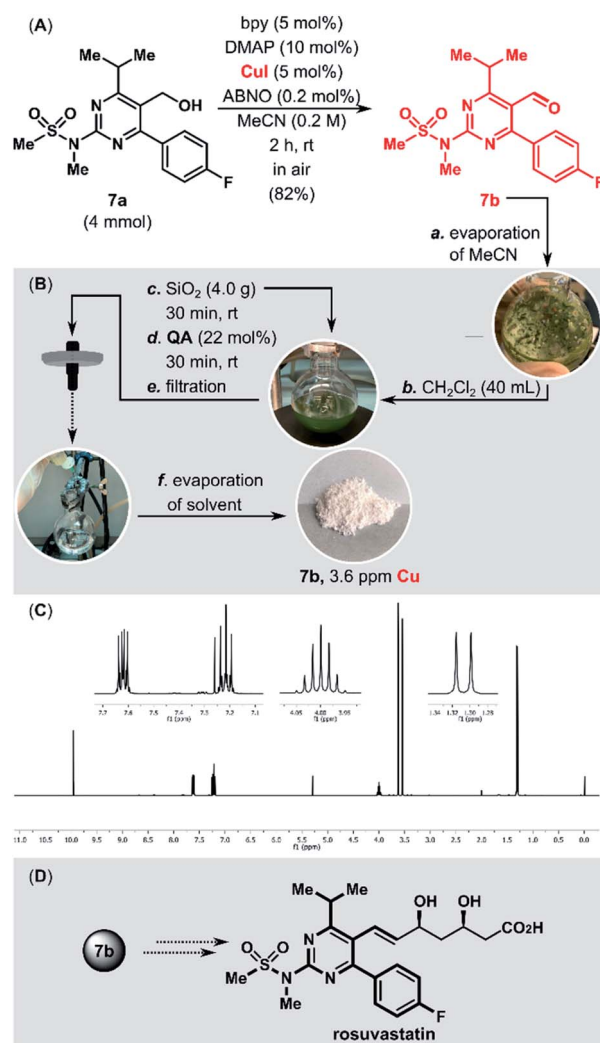 (A)
bpy (5 mol%)
DMAP (10 mol%)
CuI (5 mol%)
ABNO (0.2 mol%)
MeCN (0.2 M)
2 h, rt
in air
(82%)
Me Me
OH
O O
S
Me N
Me
N N
F
7a
(4 mmol)
Me Me
O
O O
S
Me N
Me
N N
F
7b
a. evaporation
of MeCN
(B)
c. SiO2 (4.0 g)
30 min, rt
d. QA (22 mol%)
30 min, rt
e. filtration
b. CH2Cl2 (40 mL)
f. evaporation
of solvent
7b, 3.6 ppm Cu
(C)
7.7 7.6 7.5 7.4 7.3 7.2 7.1
f1 (ppm)
4.05 4.00 3.95
f1 (ppm)
1.34 1.32 1.30 1.28
f1 (ppm)
11.0 10.5 10.0 9.5 9.0 8.5 8.0 7.5 7.0 6.5 6.0 5.5 5.0 4.5 4.0 3.5 3.0 2.5 2.0 1.5 1.0 0.5 0.0
f1 (ppm)
(D)
7b
Me Me
OH OH
CO2H
O O
S
Me N
Me
N N
F
rosuvastatin